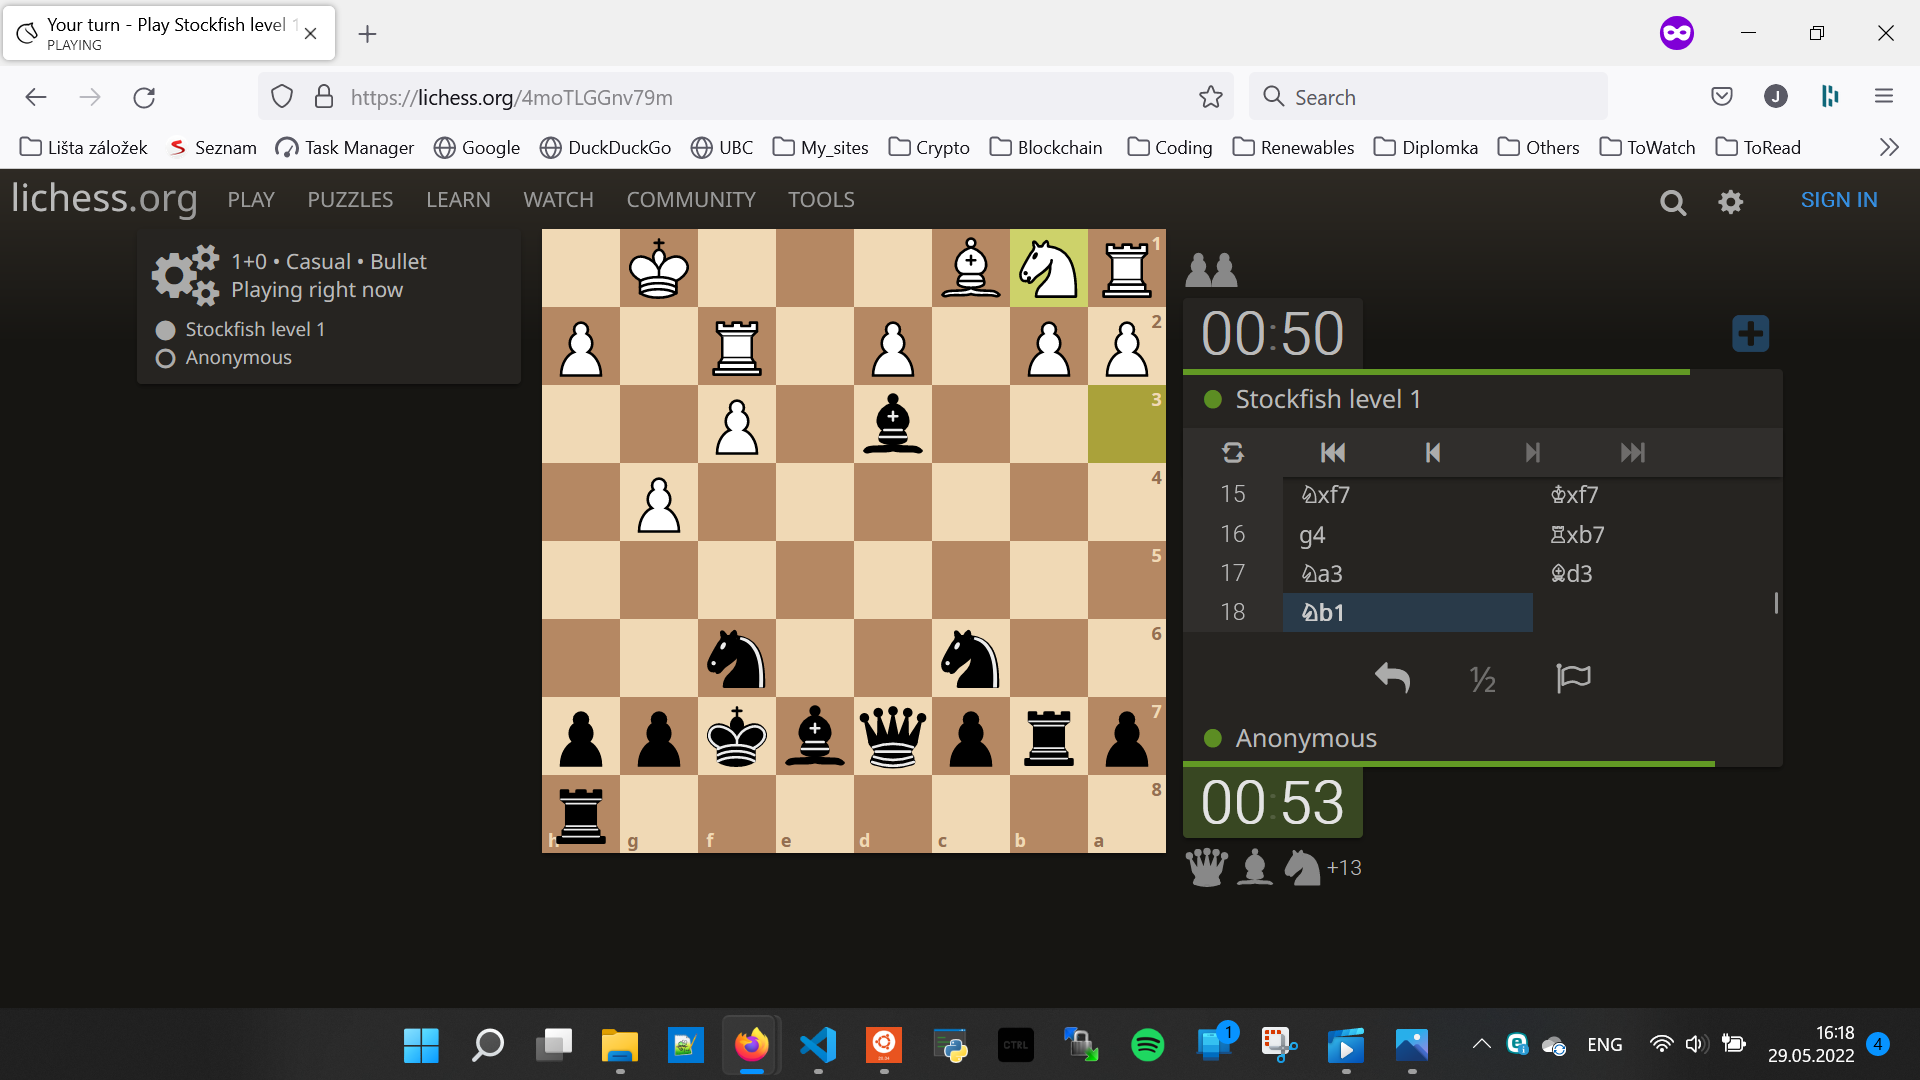 Your turn - Play Stockfish level 1
PLAYING
https://lichess.org/4moTLGGnv79m
Search
J
Lišta záložek
Seznam
Task Manager
Google
DuckDuckGo
UBC
My_sites
Crypto
Blockchain
Coding
Renewables
Diplomka
Others
ToWatch
ToRead
lichess.org PLAY PUZZLES LEARN WATCH COMMUNITY TOOLS SIGN IN
1+0 • Casual • Bullet
Playing right now
Stockfish level 1
Anonymous
1
2
3
4
5
6
7
8
h g f e d c b a
00:50
Stockfish level 1
15 ♘xf7 ♔xf7
16 g4 ♖xb7
17 ♘a3 ♗d3
18 ♘b1
½
Anonymous
00:53
+13
CTRL
1
ENG
16:18
29.05.2022
4